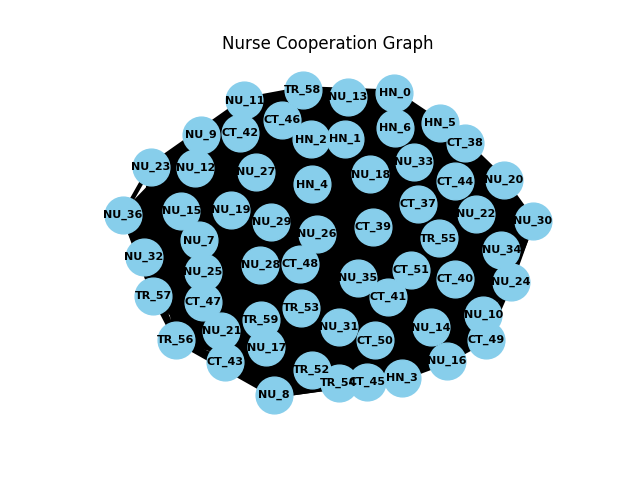 Nurse Cooperation Graph
TR_58
HN_0
NU_13
NU_11
CT_46
HN_5
HN_6
CT_42
NU_9
HN_2
HN_1
CT_38
NU_33
NU_23
NU_12
NU_27
NU_18
NU_20
CT_44
HN_4
CT_37
NU_15
NU_19
NU_36
NU_22
NU_30
NU_29
CT_39
NU_26
TR_55
NU_7
NU_34
NU_32
NU_28
CT_48
CT_51
NU_25
NU_35
CT_40
NU_24
TR_57
CT_41
CT_47
TR_53
NU_10
TR_59
NU_31
NU_14
NU_21
TR_56
CT_50
CT_49
NU_17
CT_43
NU_16
TR_52
HN_3
CT_45
TR_54
NU_8